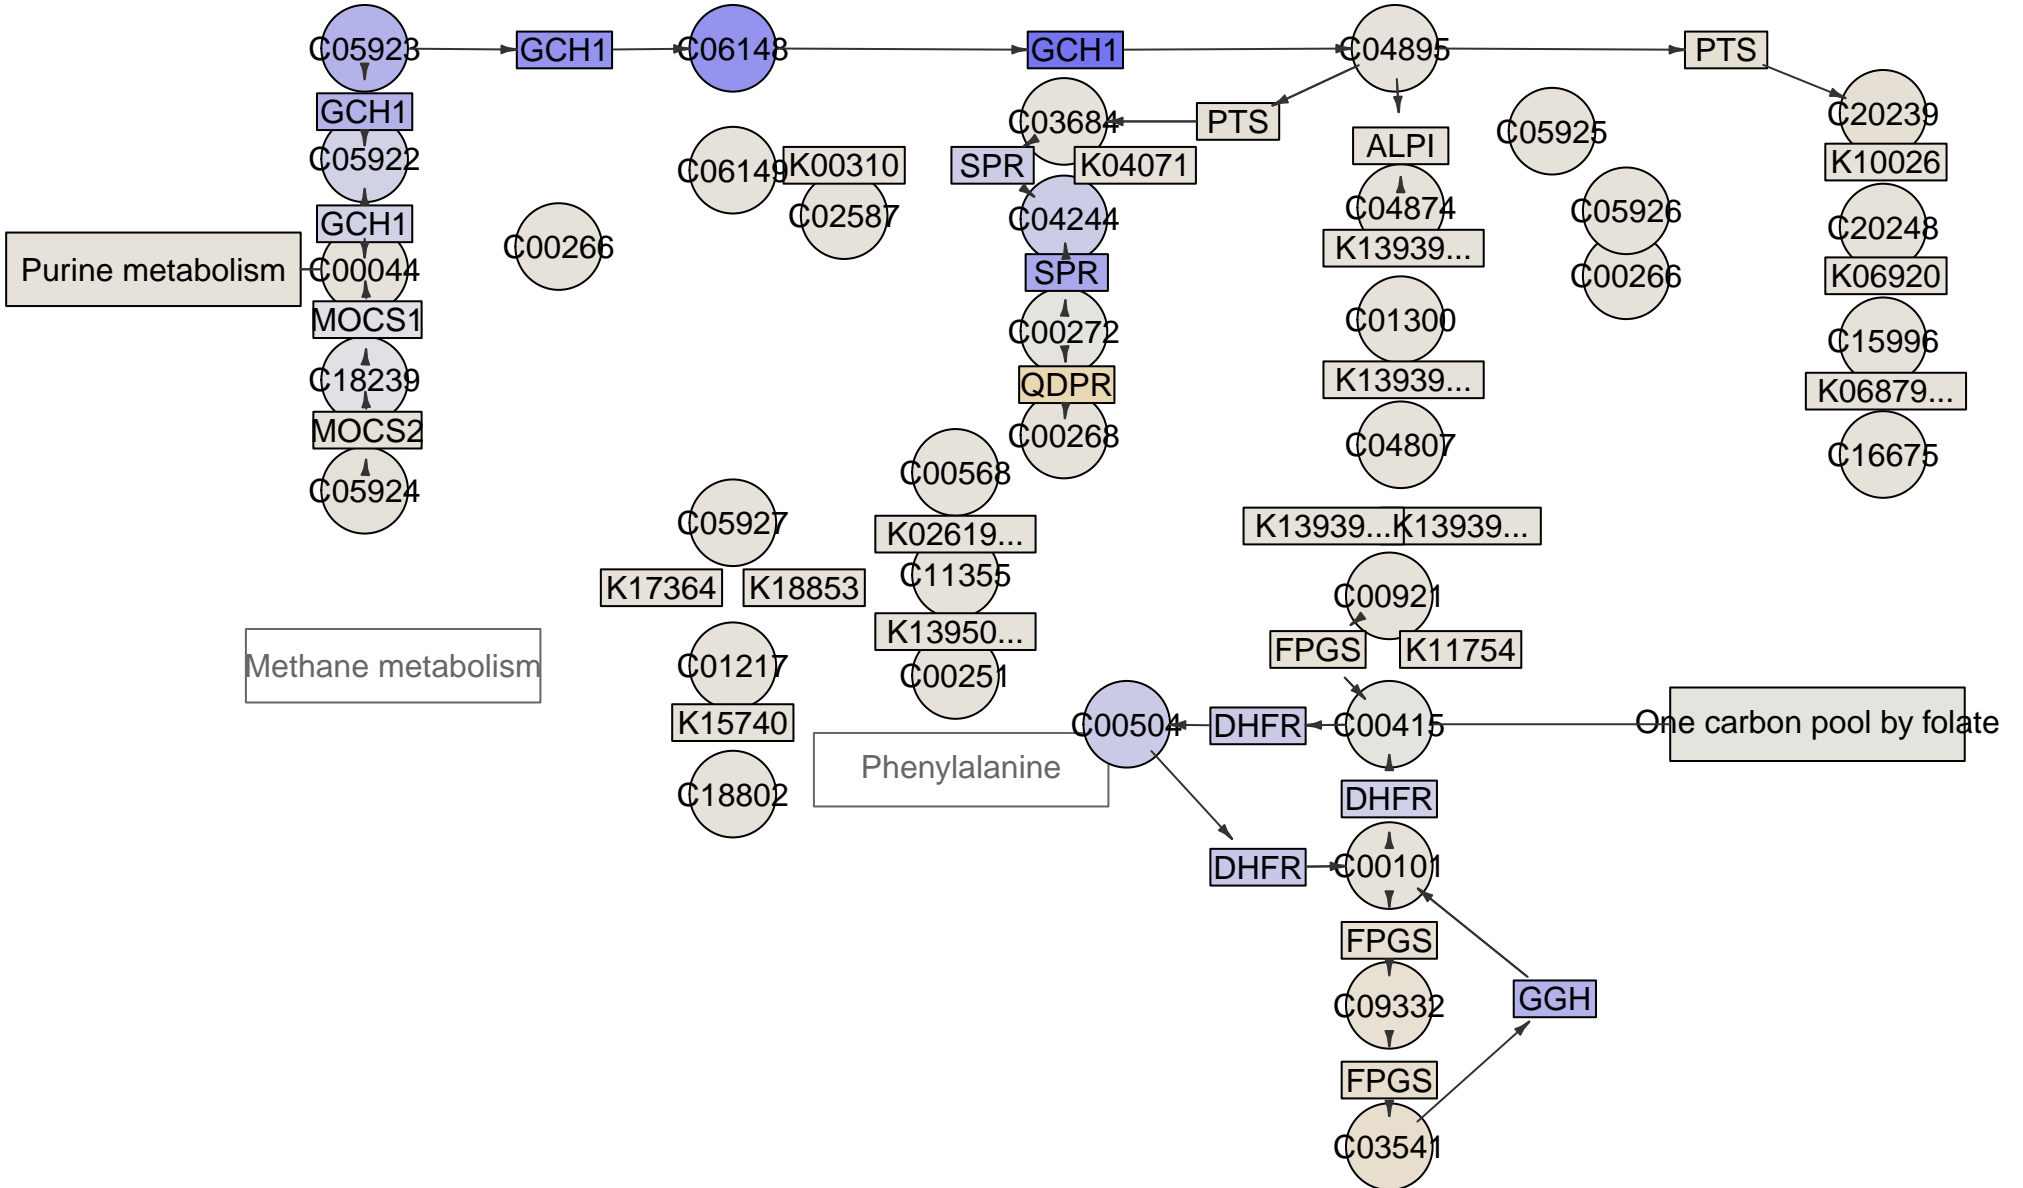 C05923
GCH1
C06148
GCH1
C04895
PTS
GCH1
C03684
PTS
C20239
C05922
C06149
K00310
SPR
K04071
ALPI
C05925
K10026
GCH1
C02587
C04244
C04874
C05926
C20248
Purine metabolism
C00044
C00266
SPR
K13939...
C00266
K06920
MOCS1
C00272
C01300
C15996
C18239
QDPR
K13939...
K06879...
MOCS2
C00268
C04807
C16675
C05924
C00568
C05927
K02619...
K13939...
K13939...
K17364
K18853
C11355
C00921
K13950...
FPGS
K11754
Methane metabolism
C01217
C00251
K15740
C00504
DHFR
C00415
One carbon pool by folate
Phenylalanine
C18802
DHFR
DHFR
C00101
FPGS
C09332
GGH
FPGS
C03541